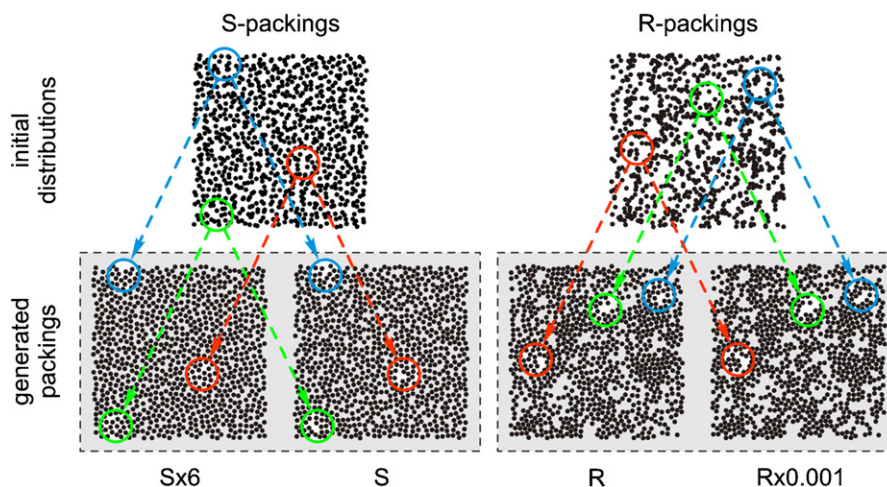 S-packings
R-packings
initial
distributions
generated
packings
Sx6
S
R
Rx0.001